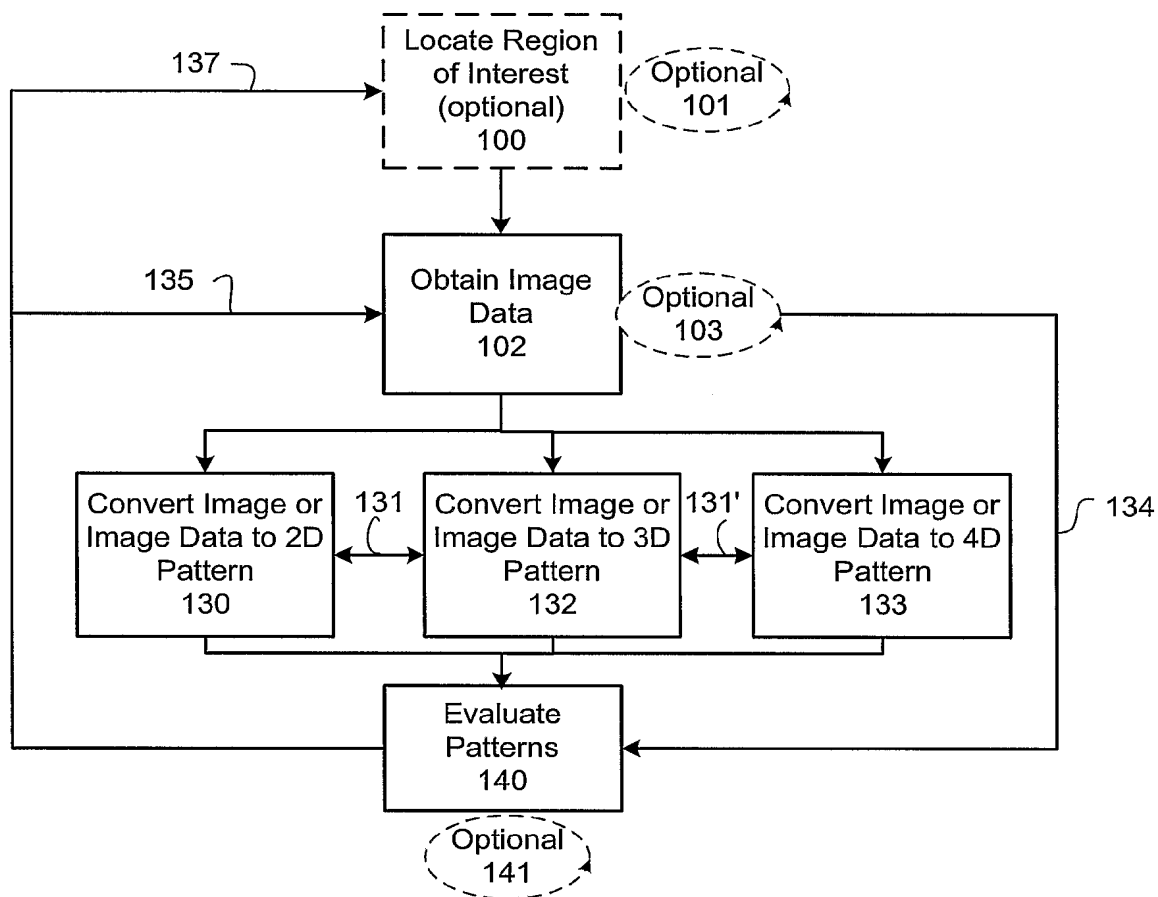 Locate Region
of Interest
(optional)
100
Optional
101
137
Obtain Image
Data
102
Optional
103
135
Convert Image or
Image Data to 2D
Pattern
130
131
Convert Image or
Image Data to 3D
Pattern
132
131'
Convert Image or
Image Data to 4D
Pattern
133
134
Evaluate
Patterns
140
Optional
141